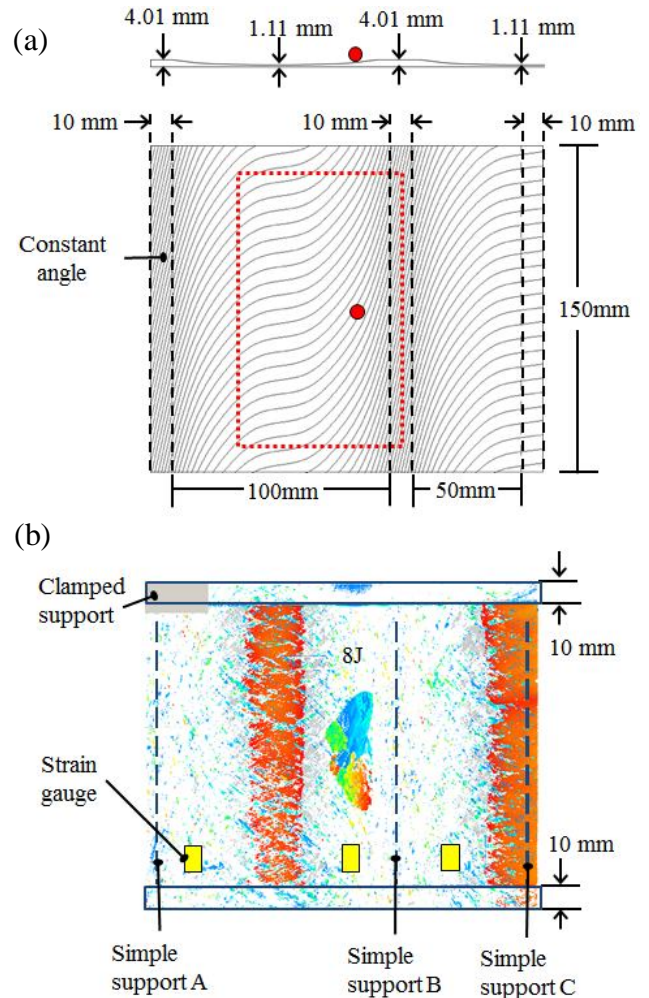 (a)
4.01 mm
1.11 mm
4.01 mm
1.11 mm
10 mm
10 mm
10 mm
Constant
angle
150mm
100mm
50mm
(b)
Clamped
support
8J
10 mm
Strain
gauge
10 mm
Simple
support A
Simple
support B
Simple
support C